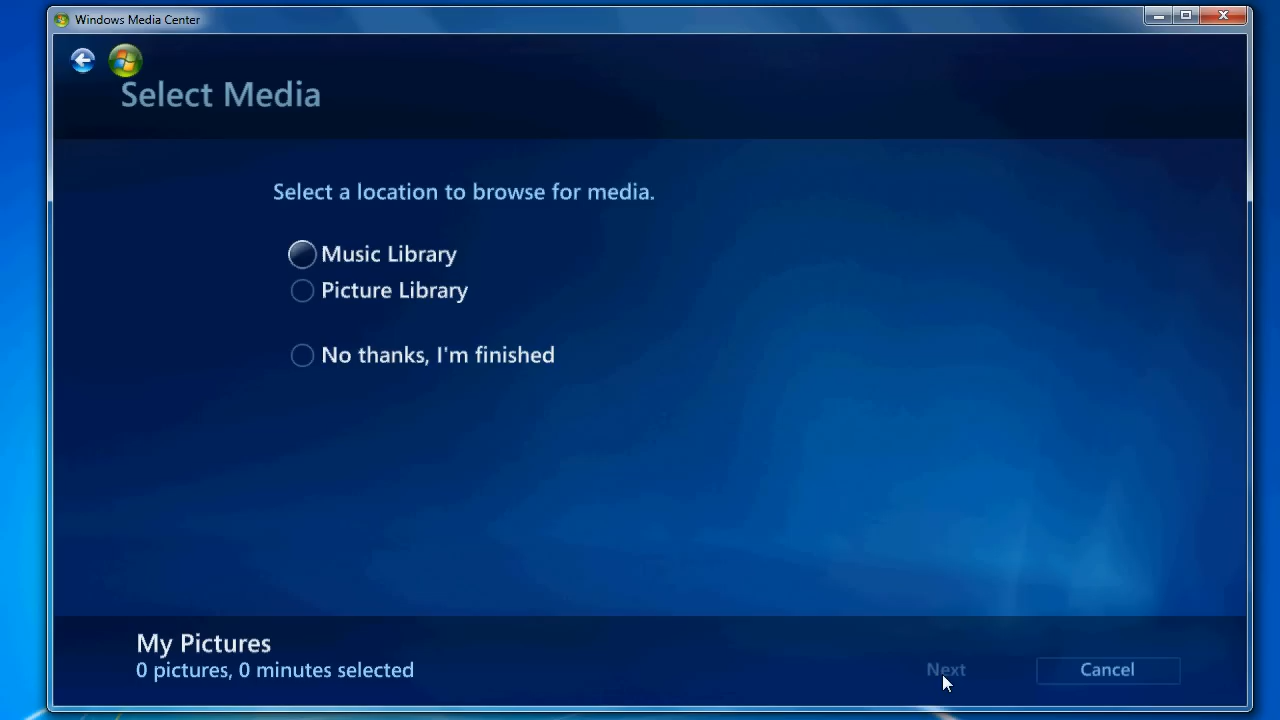 Windows Media Center
Select Media
Select a location to browse for media.
Music Library
Picture Library
No thanks, I'm finished
My Pictures
0 pictures, 0 minutes selected
Next
Cancel